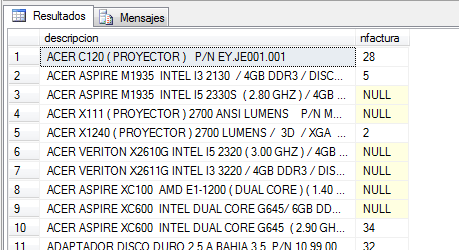 Resultados Mensajes
descripcion nfactura
1 ACER C120 ( PROYECTOR ) P/N EY.JE001.001 28
2 ACER ASPIRE M1935 INTEL I3 2130 / 4GB DDR3 / DISC... 5
3 ACER ASPIRE M1935 INTEL I5 2330S ( 2.80 GHZ ) / 4GB ... NULL
4 ACER X111 ( PROYECTOR ) 2700 ANSI LUMENS P/N M... NULL
5 ACER X1240 ( PROYECTOR ) 2700 LUMENS / 3D / XGA ... 2
6 ACER VERITON X2610G INTEL I5 2320 ( 3.00 GHZ ) / 4GB ... NULL
7 ACER VERITON X2611G INTEL I3 3220 / 4GB DDR3 / DIS... NULL
8 ACER ASPIRE XC100 AMD E1-1200 ( DUAL CORE ) ( 1.40 ... NULL
9 ACER ASPIRE XC600 INTEL DUAL CORE G645/ 6GB DD... NULL
10 ACER ASPIRE XC600 INTEL DUAL CORE G645 ( 2.90 GH... 34
11 ADAPTADOR DISCO DURO 2.5 A BAHIA 3.5 P/N 10.99.00... 32